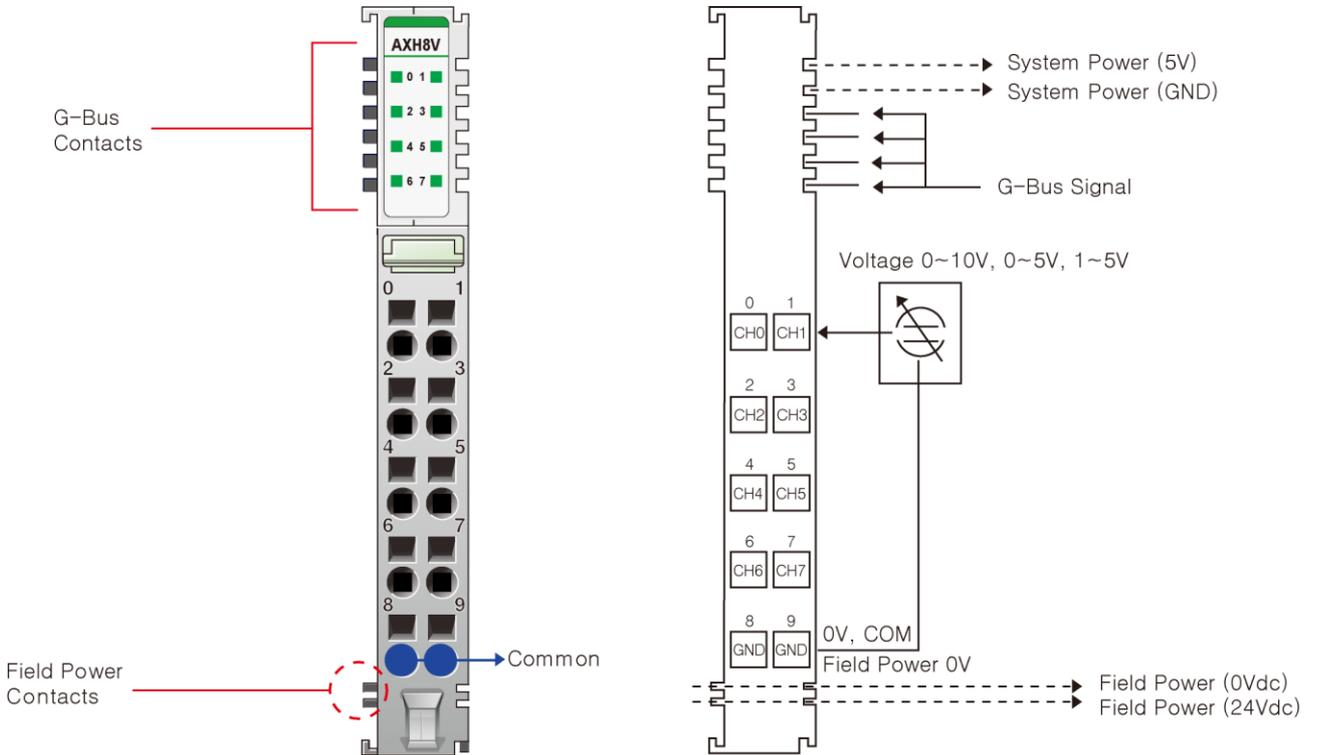 AXH8V
0 1
2 3
4 5
6 7
G-Bus
Contacts
0 1
2 3
4 5
6 7
8 9
Common
Field Power
Contacts
System Power (5V)
System Power (GND)
G-Bus Signal
Voltage 0~10V, 0~5V, 1~5V
0 1
CH0 CH1
2 3
CH2 CH3
4 5
CH4 CH5
6 7
CH6 CH7
8 9
GND GND
0V, COM
Field Power 0V
Field Power (0Vdc)
Field Power (24Vdc)